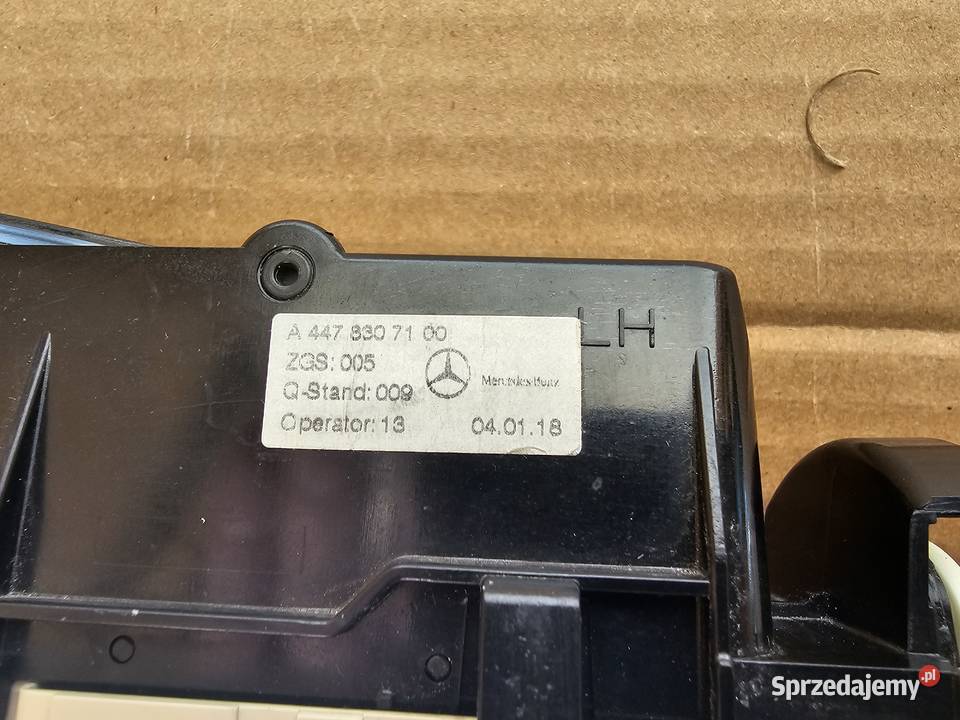 A 447 830 71 00
ZGS: 005
Mercedes-Benz
Q-Stand: 009
Operator: 13 04.01.18
LH
S
Sprzedajemy.pl